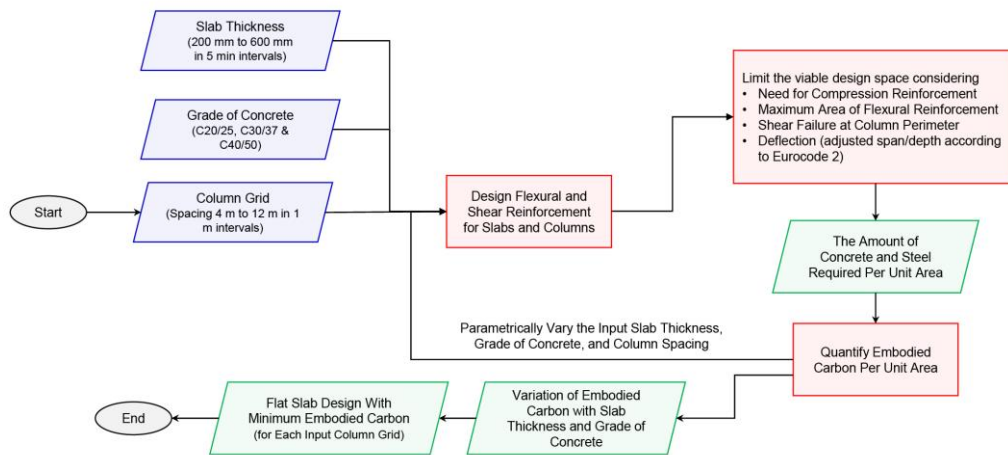 Slab Thickness
(200 mm to 600 mm
in 5 min intervals)
Grade of Concrete
(C20/25, C30/37 &
C40/50)
Start
Column Grid
(Spacing 4 m to 12 m in 1
m intervals)
Design Flexural and
Shear Reinforcement
for Slabs and Columns
Limit the viable design space considering
• Need for Compression Reinforcement
• Maximum Area of Flexural Reinforcement
• Shear Failure at Column Perimeter
• Deflection (adjusted span/depth according
to Eurocode 2)
The Amount of
Concrete and Steel
Required Per Unit Area
Parametrically Vary the Input Slab Thickness,
Grade of Concrete, and Column Spacing
Quantify Embodied
Carbon Per Unit Area
Variation of Embodied
Carbon with Slab
Thickness and Grade of
Concrete
Flat Slab Design With
Minimum Embodied Carbon
(for Each Input Column Grid)
End